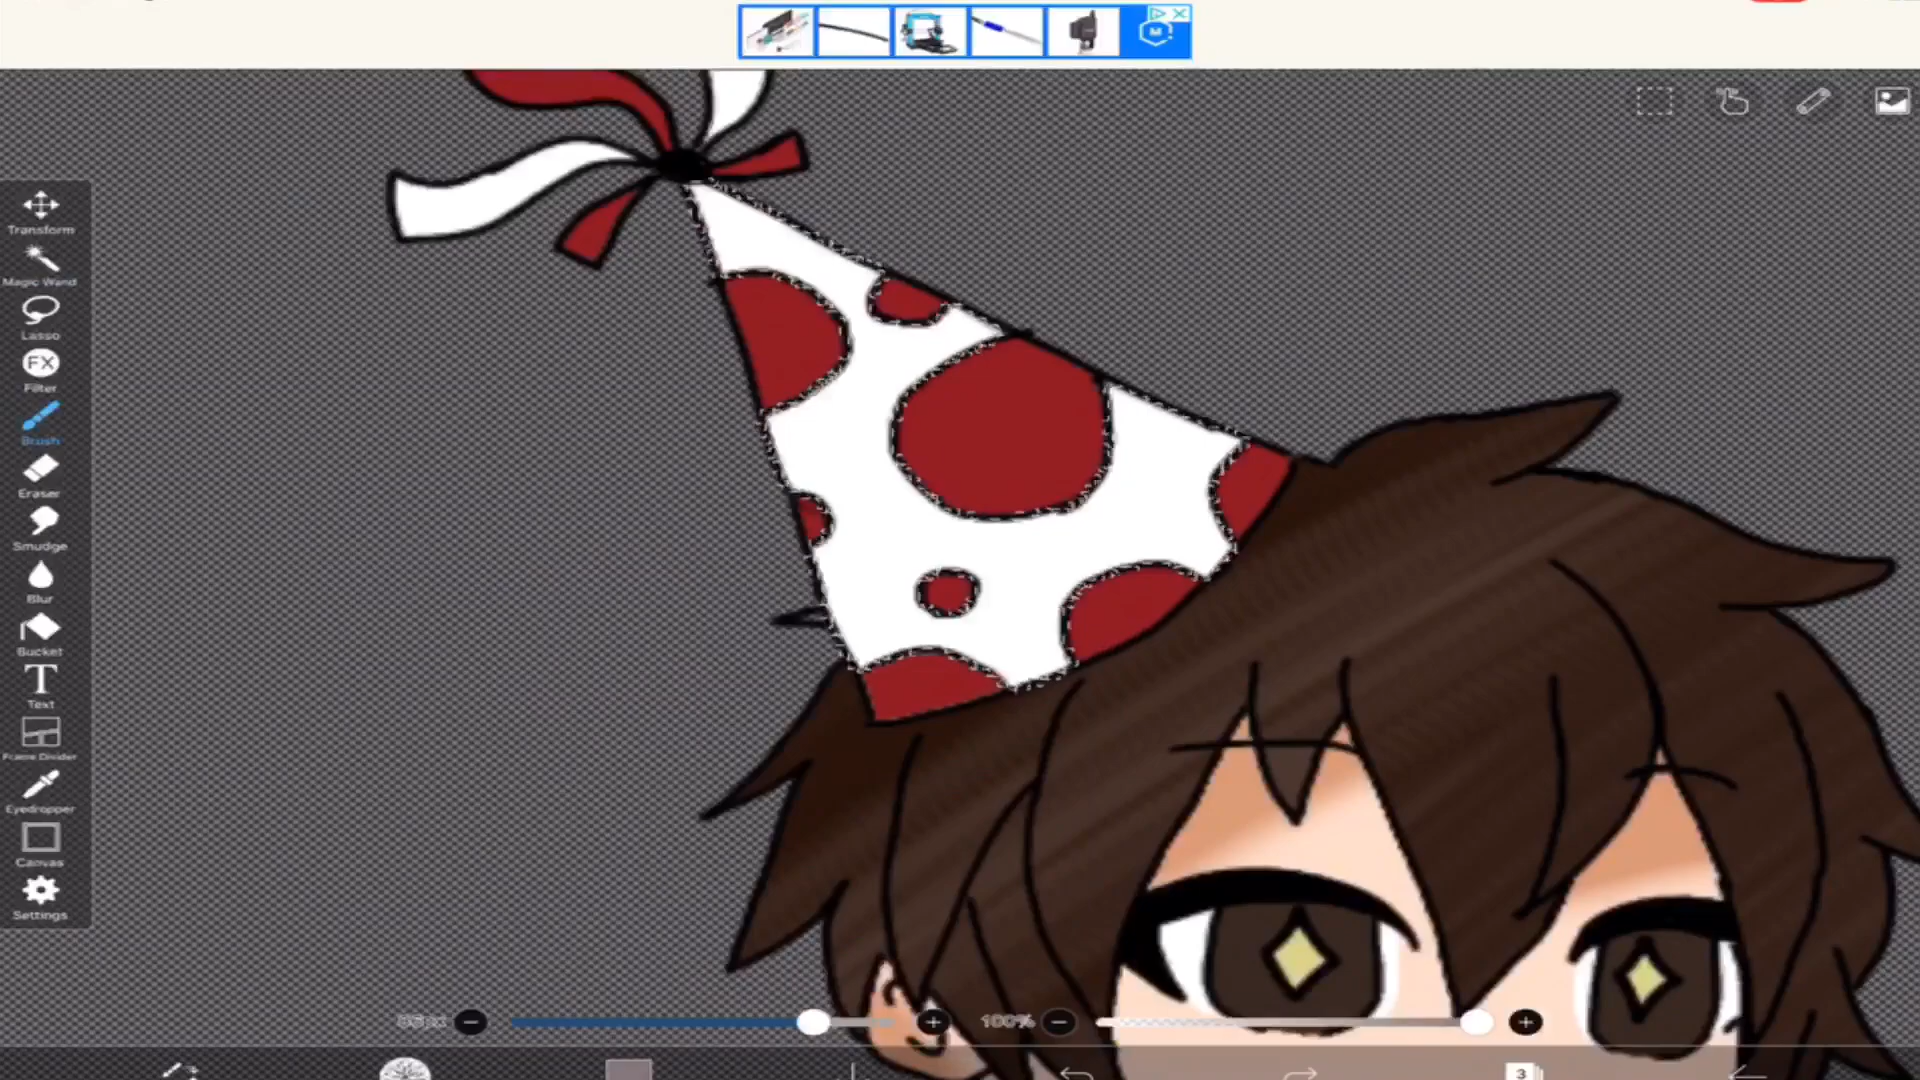 Transform
Magic Wand
Lasso
FX
Filter
Brush
Eraser
Smudge
Blur
Bucket
T
Text
Frame Divider
Eyedropper
Canvas
Settings
100%
3